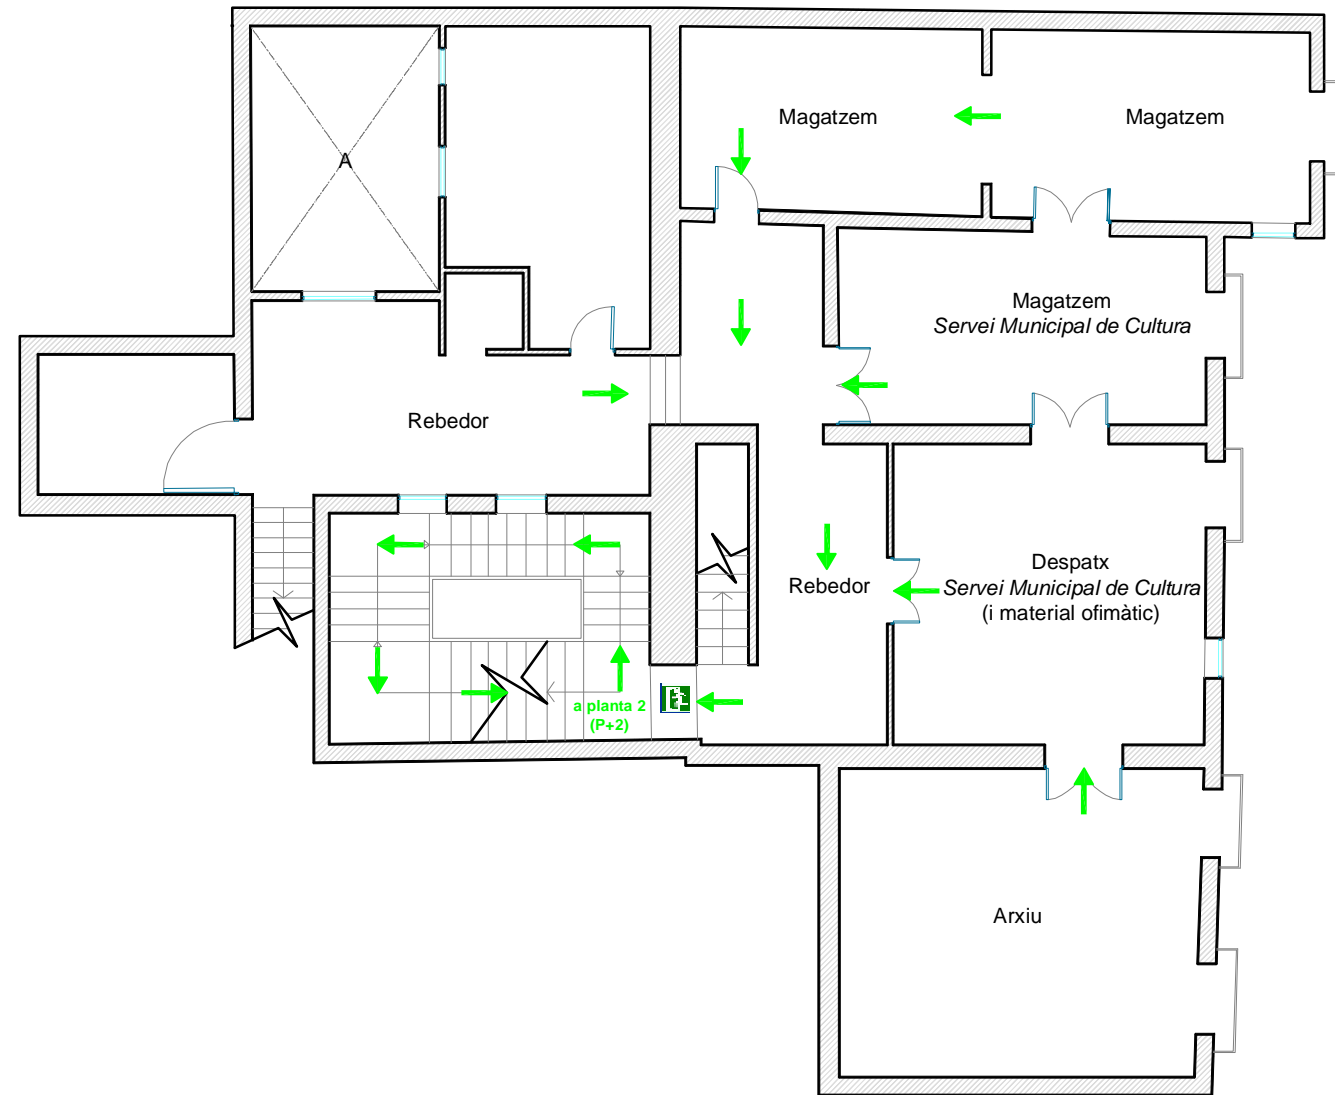 Magatzem
Magatzem
A
Magatzem
Servei Municipal de Cultura
Rebedor
Despatx
Servei Municipal de Cultura
(i material ofimàtic)
Rebedor
a planta 2
(P+2)
Arxiu